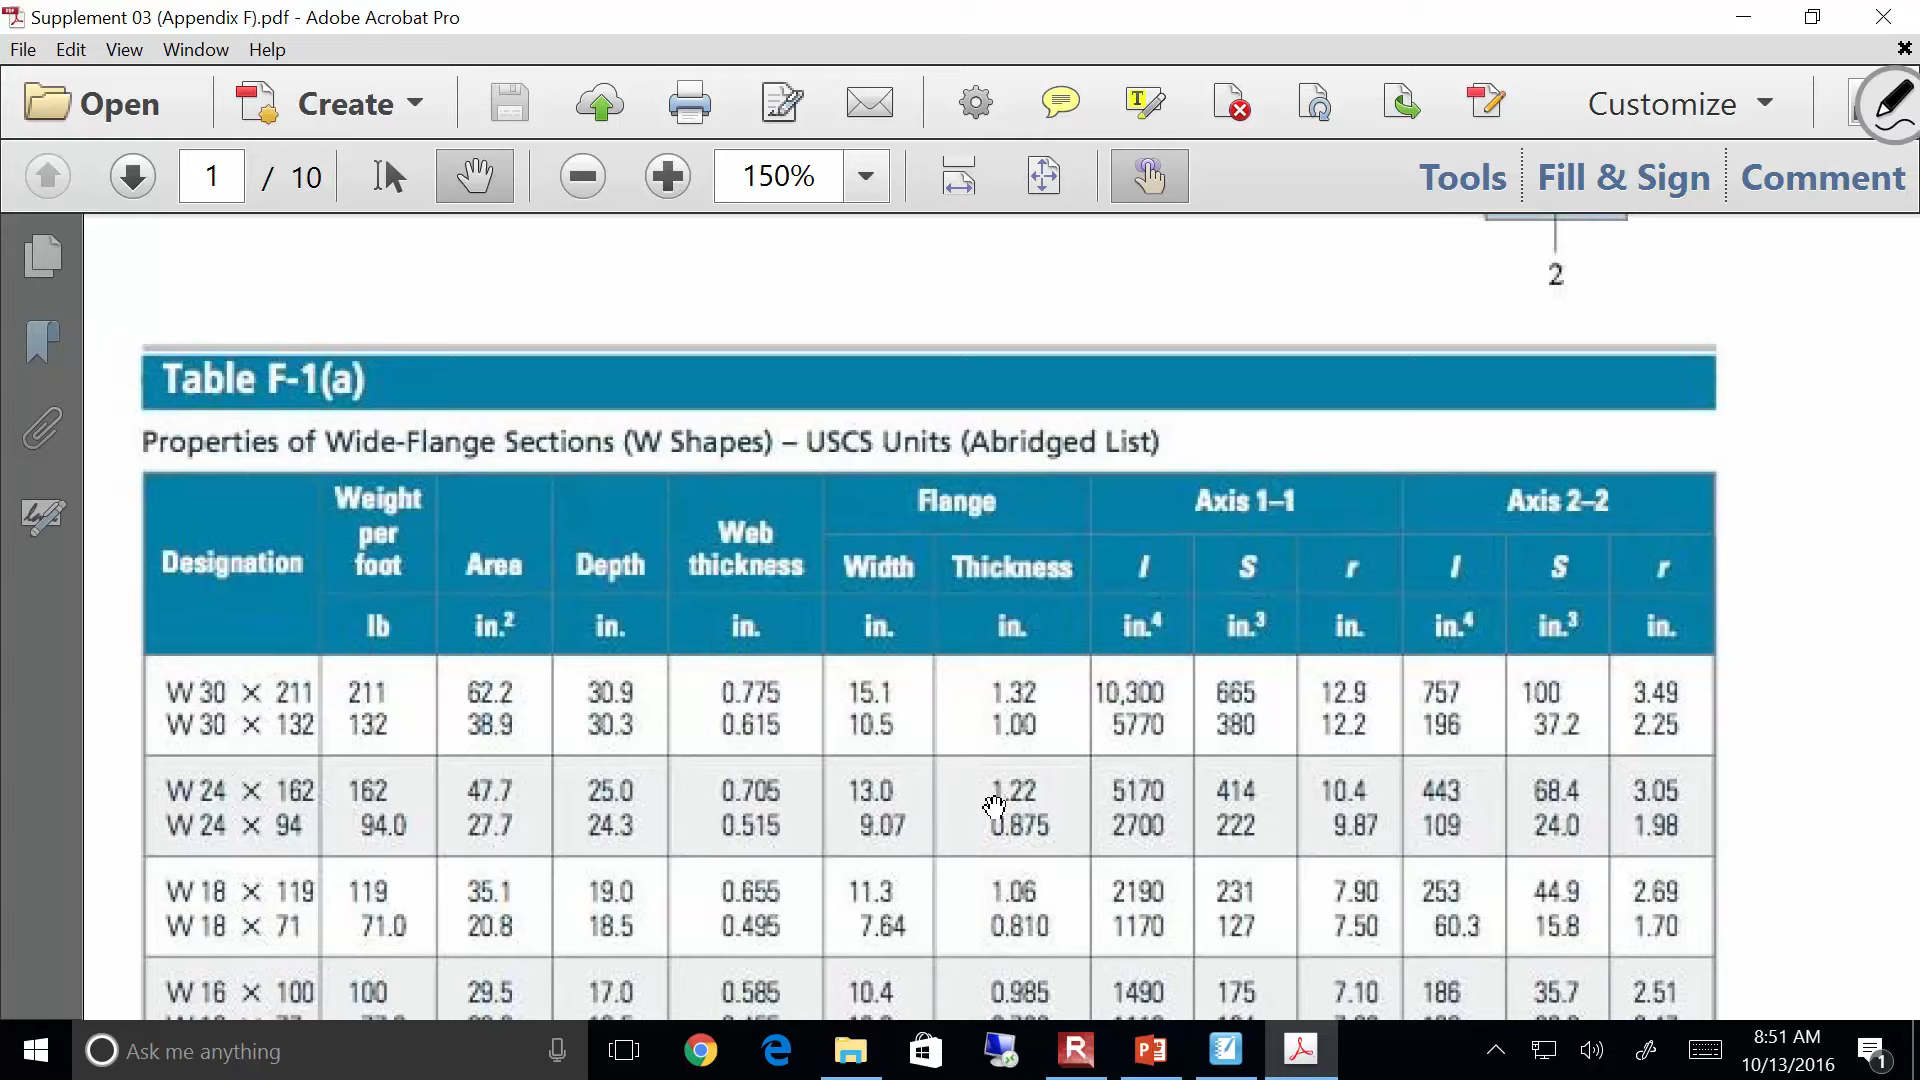 Supplement 03 (Appendix F).pdf - Adobe Acrobat Pro
File Edit View Window Help
Open Create Customize
1 / 10 150% Tools Fill & Sign Comment
2
Table F-1(a)
Properties of Wide-Flange Sections (W Shapes) – USCS Units (Abridged List)
Designation Weight per foot Area Depth Web thickness Flange Axis 1–1 Axis 2–2
Width Thickness I S r I S r
lb in.² in. in. in. in. in.⁴ in.³ in. in.⁴ in.³ in.
W 30 × 211 211 62.2 30.9 0.775 15.1 1.32 10,300 665 12.9 757 100 3.49
W 30 × 132 132 38.9 30.3 0.615 10.5 1.00 5770 380 12.2 196 37.2 2.25
W 24 × 162 162 47.7 25.0 0.705 13.0 1.22 5170 414 10.4 443 68.4 3.05
W 24 × 94 94.0 27.7 24.3 0.515 9.07 0.875 2700 222 9.87 109 24.0 1.98
W 18 × 119 119 35.1 19.0 0.655 11.3 1.06 2190 231 7.90 253 44.9 2.69
W 18 × 71 71.0 20.8 18.5 0.495 7.64 0.810 1170 127 7.50 60.3 15.8 1.70
W 16 × 100 100 29.5 17.0 0.585 10.4 0.985 1490 175 7.10 186 35.7 2.51
Ask me anything
8:51 AM
10/13/2016
1